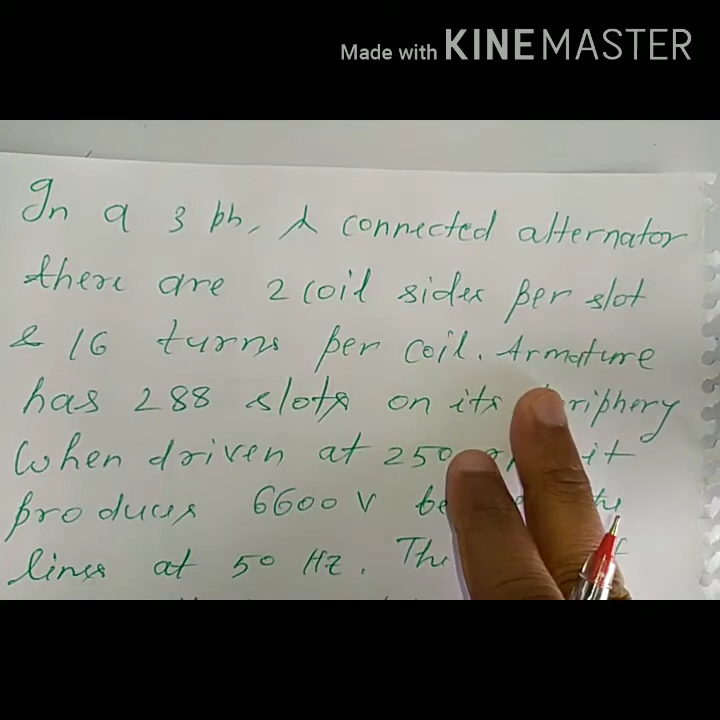 Made with KINEMASTER
In a 3 ph, ⅄ connected alternator
there are 2 coil sides per slot
& 16 turns per coil. Armature
has 288 slots on its
When driven at 250 it
produces 6600 V
lines at 50 Hz.